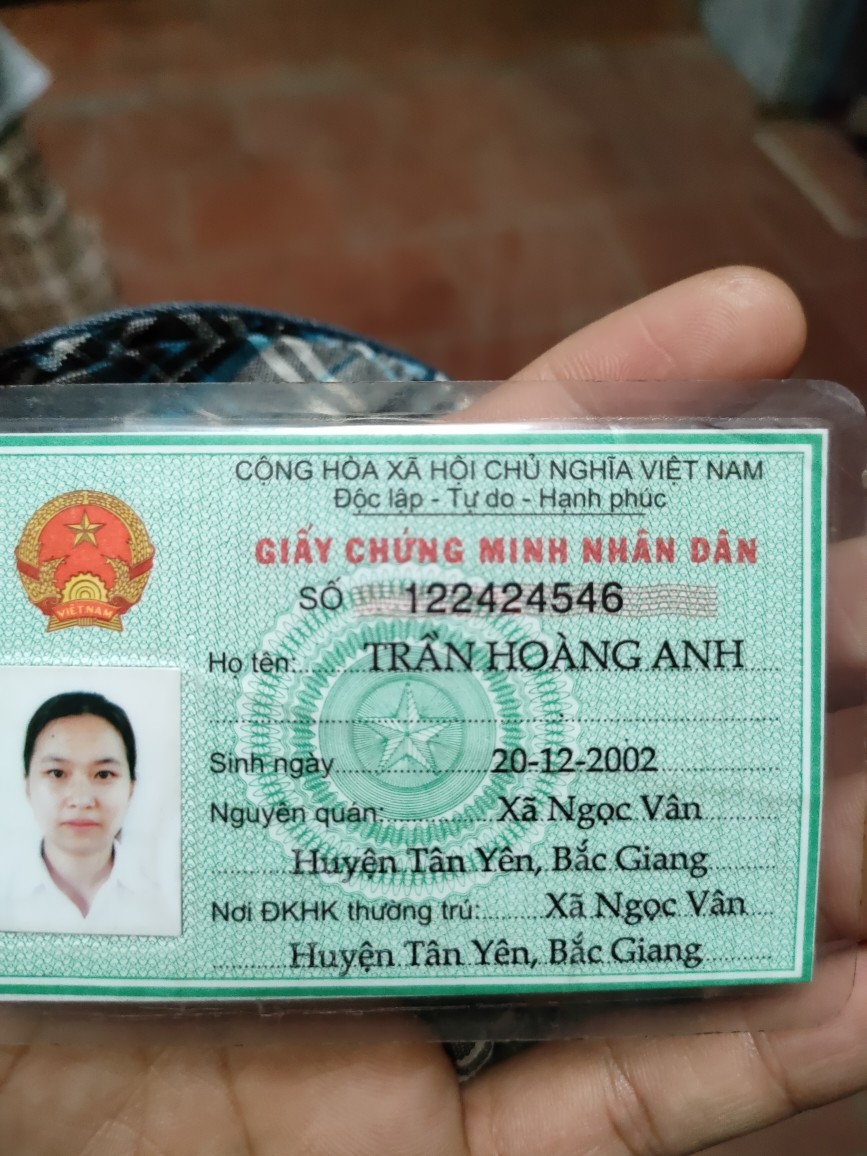 CỘNG HÒA XÃ HỘI CHỦ NGHĨA VIỆT NAM
Độc lập - Tự do - Hạnh phúc
GIẤY CHỨNG MINH NHÂN DÂN
SỐ 122424546
VIỆT NAM
Họ tên: TRẦN HOÀNG ANH
Sinh ngày 20-12-2002
Nguyên quán: Xã Ngọc Vân
Huyện Tân Yên, Bắc Giang
Nơi ĐKHK thường trú: Xã Ngọc Vân
Huyện Tân Yên, Bắc Giang